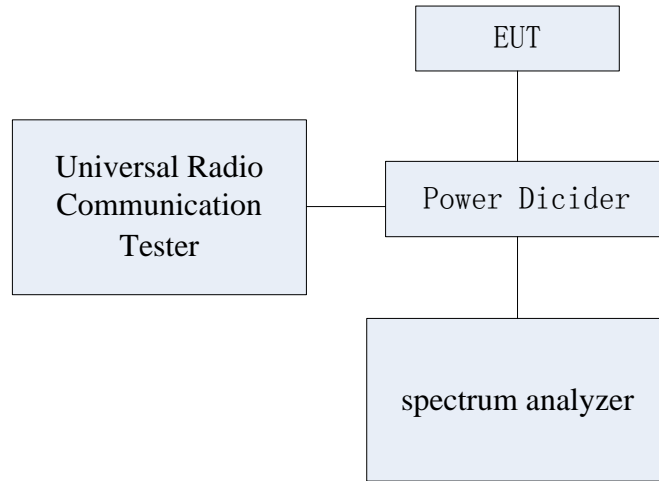 EUT
Universal Radio
Communication
Tester
Power Dicider
spectrum analyzer